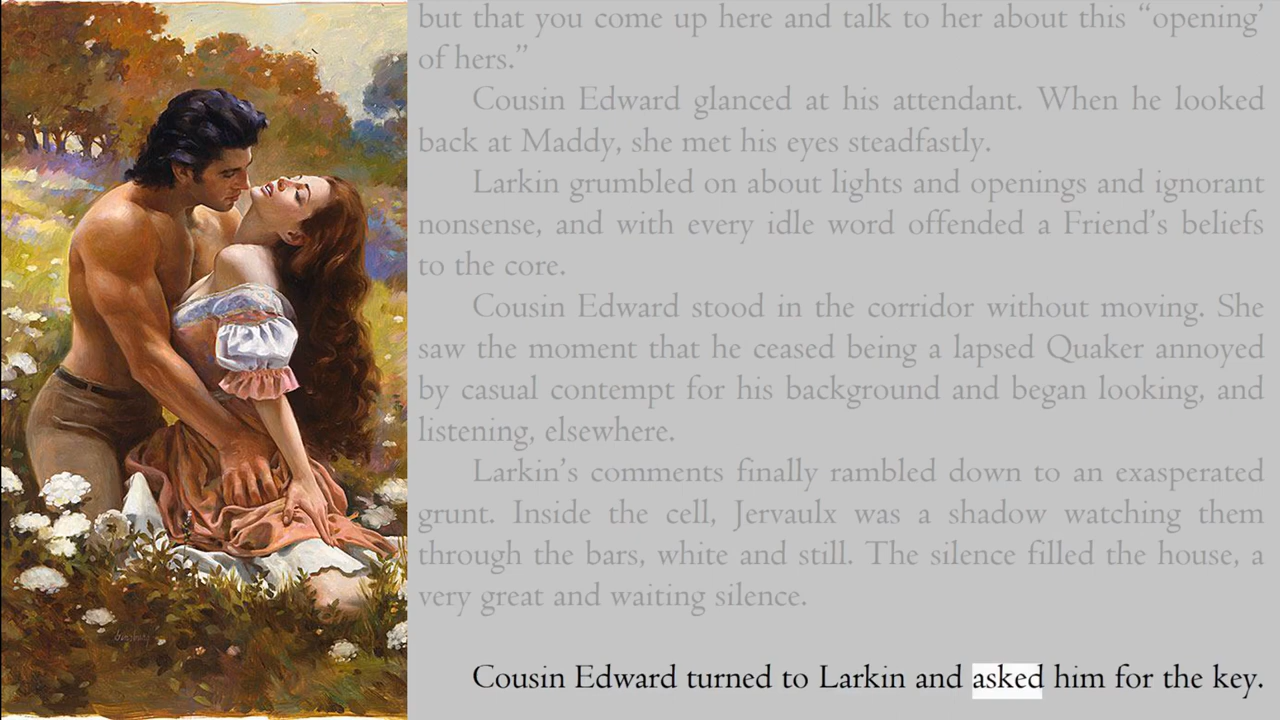 but that you come up here and talk to her about this “opening’
of hers.”
Cousin Edward glanced at his attendant. When he looked
back at Maddy, she met his eyes steadfastly.
Larkin grumbled on about lights and openings and ignorant
nonsense, and with every idle word offended a Friend’s beliefs
to the core.
Cousin Edward stood in the corridor without moving. She
saw the moment that he ceased being a lapsed Quaker annoyed
by casual contempt for his background and began looking, and
listening, elsewhere.
Larkin’s comments finally rambled down to an exasperated
grunt. Inside the cell, Jervaulx was a shadow watching them
through the bars, white and still. The silence filled the house, a
very great and waiting silence.
Cousin Edward turned to Larkin and asked him for the key.